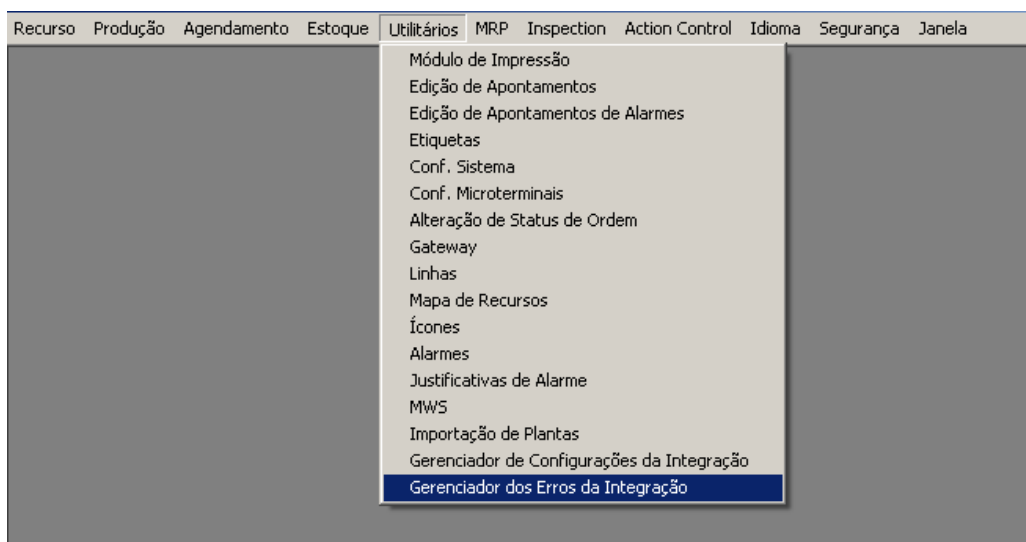 Recurso Produção Agendamento Estoque Utilitários MRP Inspection Action Control Idioma Segurança Janela
Módulo de Impressão
Edição de Apontamentos
Edição de Apontamentos de Alarmes
Etiquetas
Conf. Sistema
Conf. Microterminais
Alteração de Status de Ordem
Gateway
Linhas
Mapa de Recursos
Ícones
Alarmes
Justificativas de Alarme
MWS
Importação de Plantas
Gerenciador de Configurações da Integração
Gerenciador dos Erros da Integração